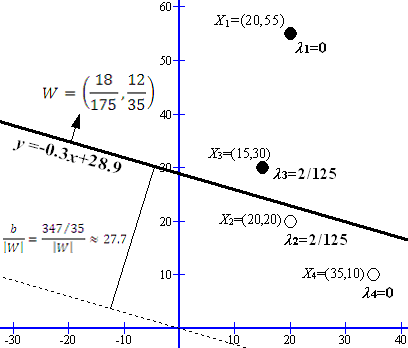 60
X₁=(20,55)
λ₁=0
50
W = (18/175, 12/35)
40
y =-0.3x+28.9
X₃=(15,30)
30
λ₃=2/125
b/|W| = 347/35/|W| ≈ 27.7
X₂=(20,20)
20
λ₂=2/125
X₄=(35,10)
10
λ₄=0
-30 -20 -10 10 20 30 40